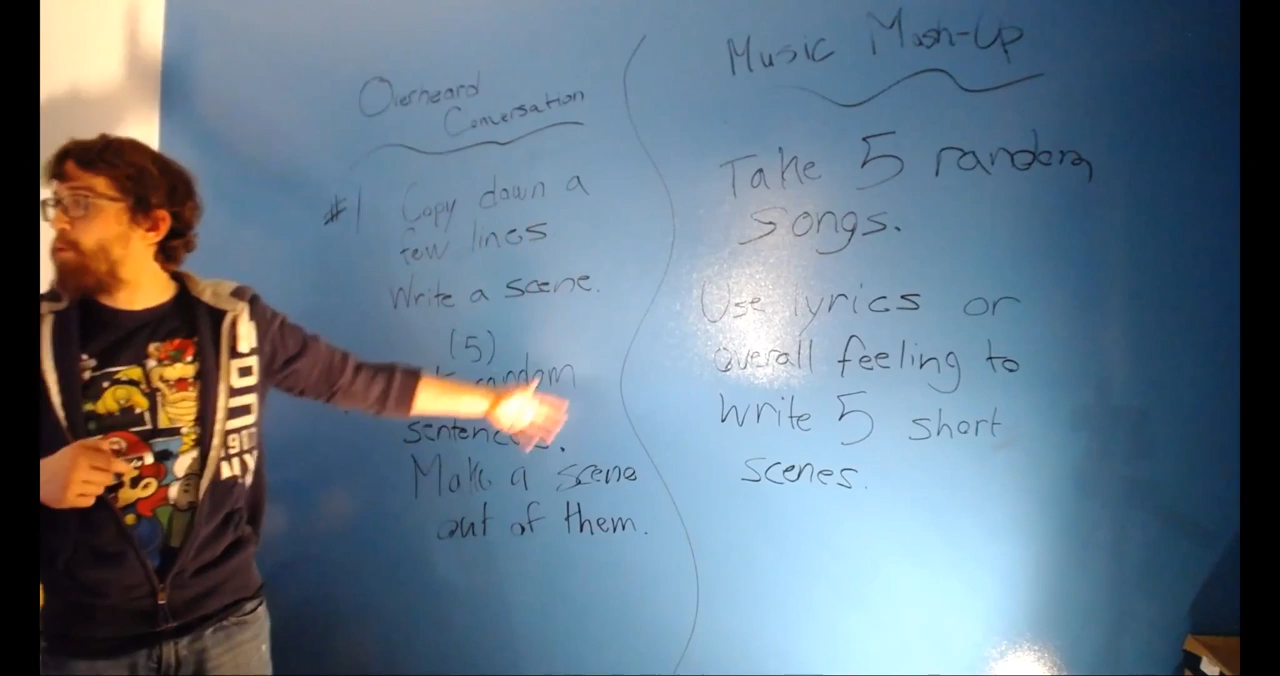 Overheard
Conversation
#1 Copy down a
few lines
Write a scene.
(5)
random
sentences.
Make a scene
out of them.
Music Mash-Up
Take 5 random
songs.
Use lyrics or
overall feeling to
Write 5 short
scenes.